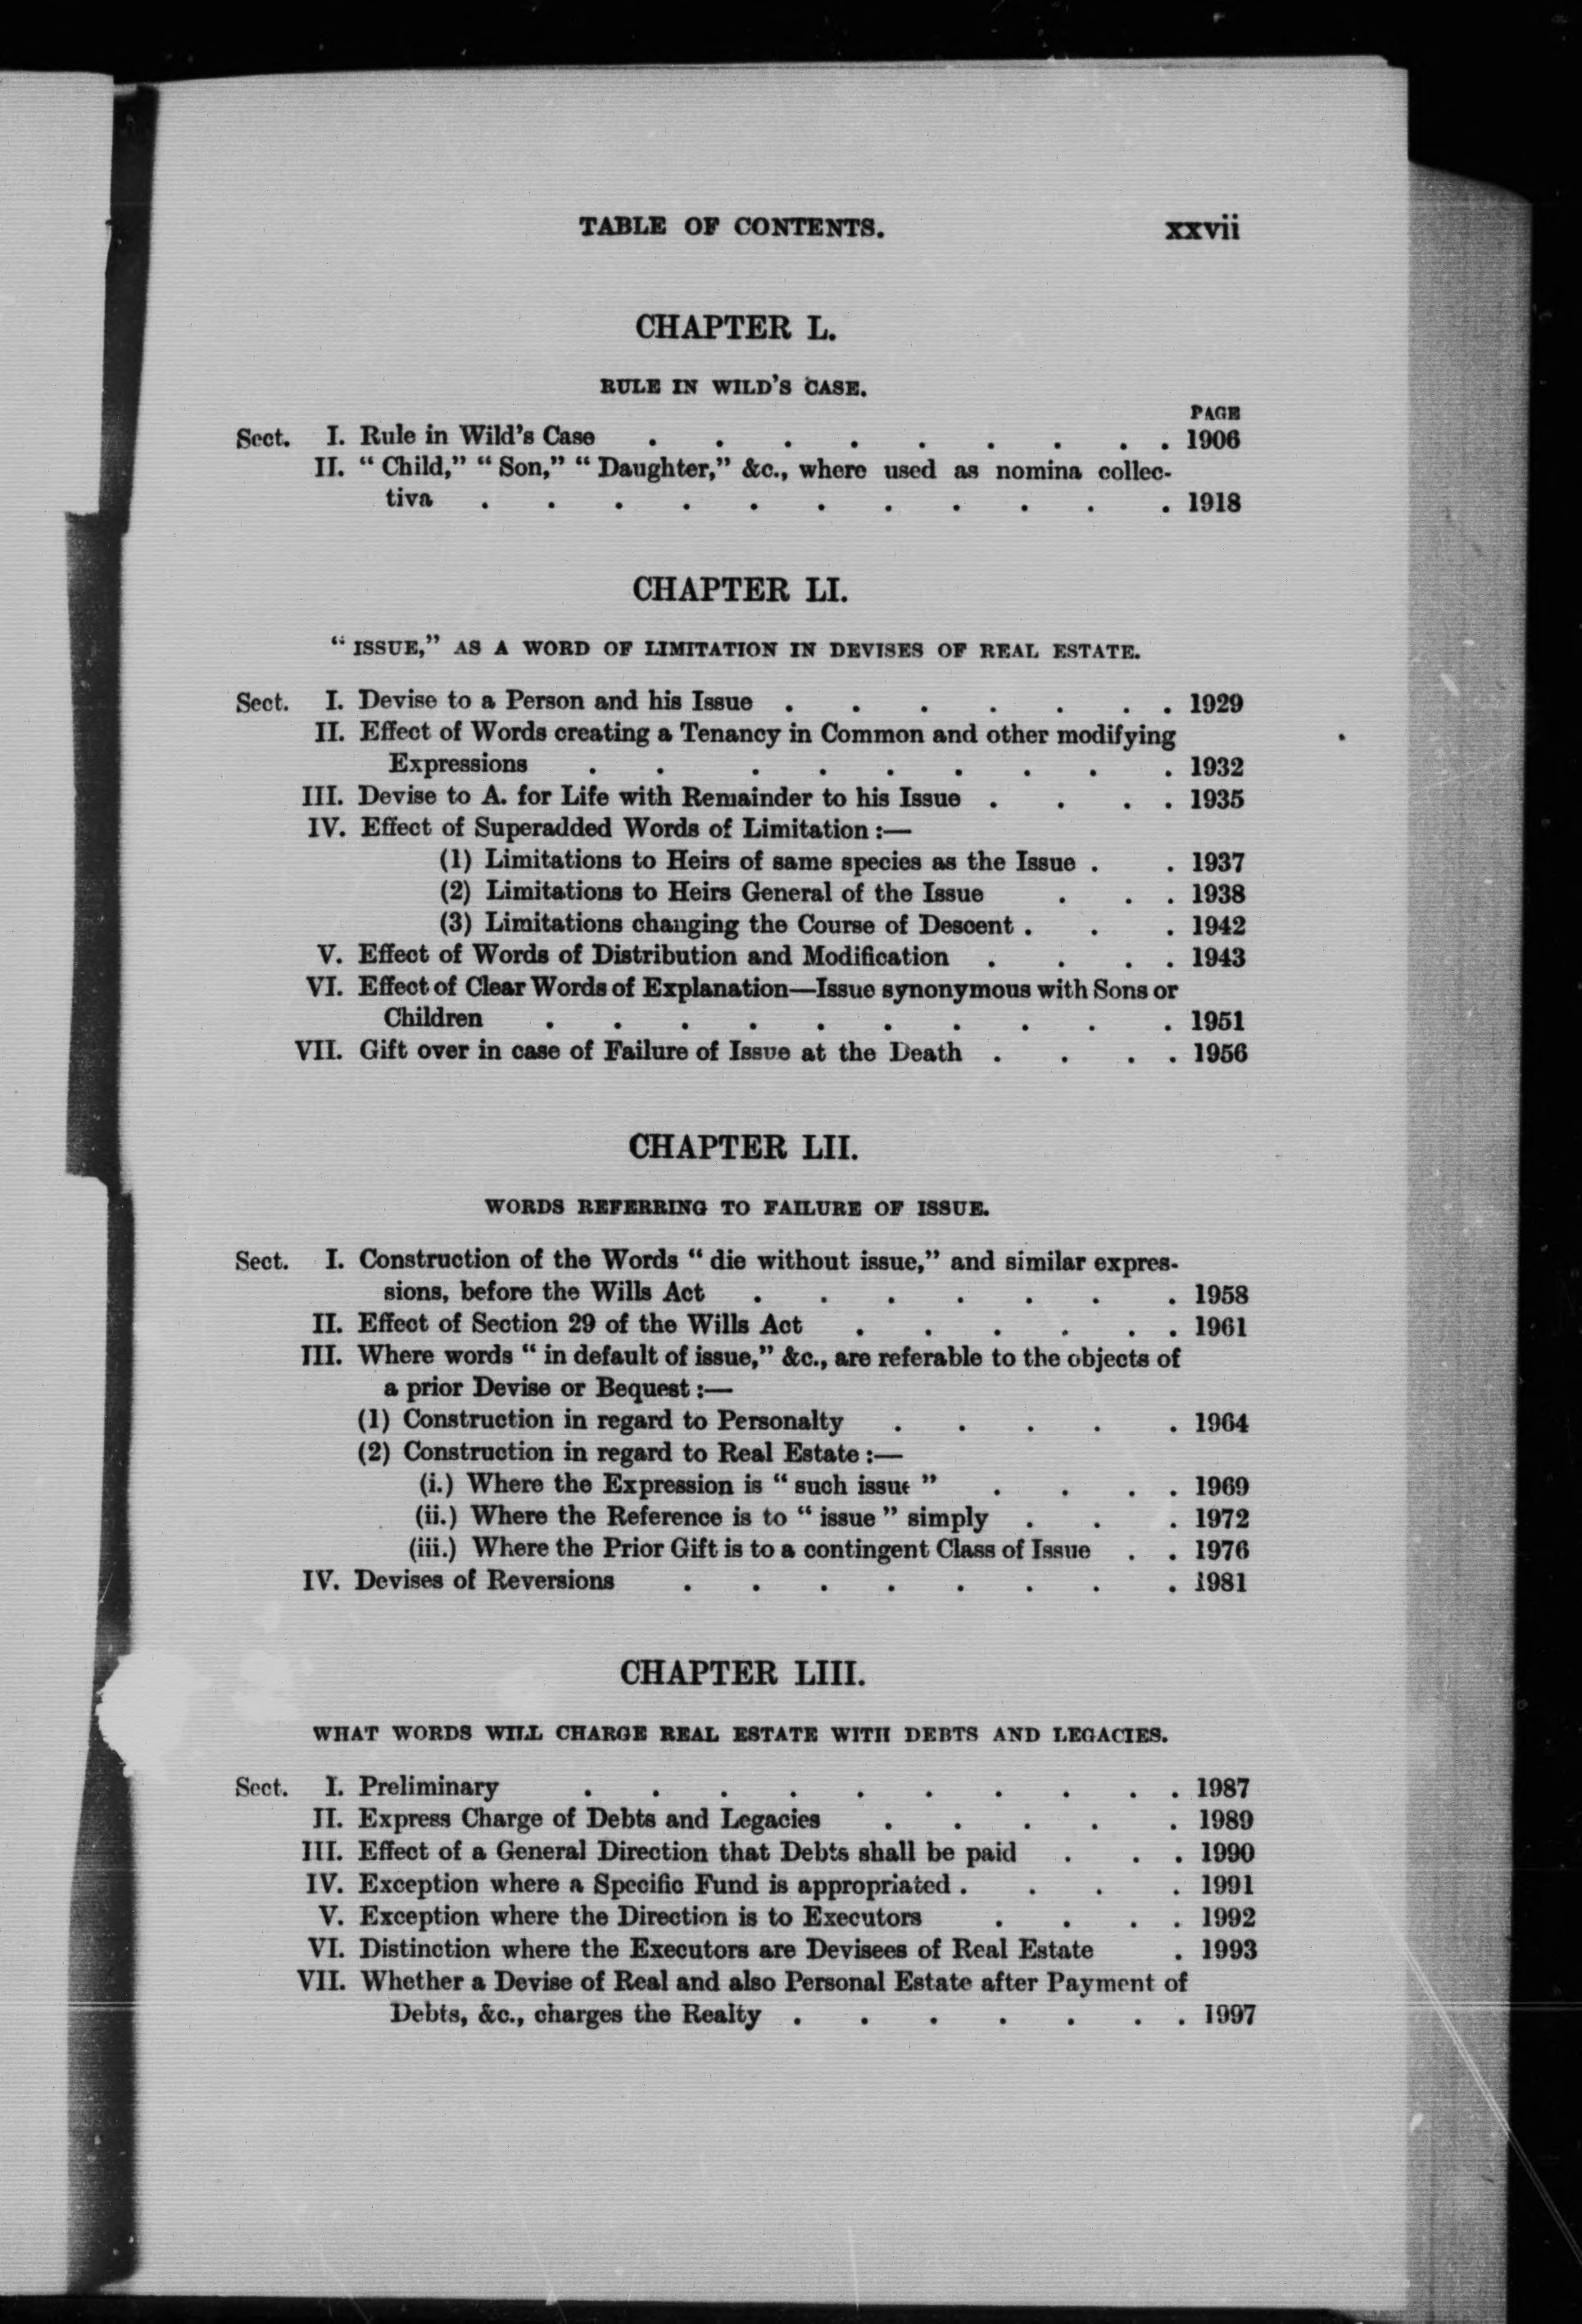 TABLE OF CONTENTS. xxvii
CHAPTER L.
RULE IN WILD'S CASE.
PAGE
Sect. I. Rule in Wild's Case . . . . . . . . . 1906
II. “ Child,” “ Son,” “ Daughter,” &c., where used as nomina collec-
tiva . . . . . . . . . . . 1918
CHAPTER LI.
“ ISSUE,” AS A WORD OF LIMITATION IN DEVISES OF REAL ESTATE.
Sect. I. Devise to a Person and his Issue . . . . . . . 1929
II. Effect of Words creating a Tenancy in Common and other modifying
Expressions . . . . . . . . . 1932
III. Devise to A. for Life with Remainder to his Issue . . . . 1935
IV. Effect of Superadded Words of Limitation :—
(1) Limitations to Heirs of same species as the Issue . . 1937
(2) Limitations to Heirs General of the Issue . . . 1938
(3) Limitations changing the Course of Descent . . . 1942
V. Effect of Words of Distribution and Modification . . . . 1943
VI. Effect of Clear Words of Explanation—Issue synonymous with Sons or
Children . . . . . . . . . . 1951
VII. Gift over in case of Failure of Issue at the Death . . . . 1956
CHAPTER LII.
WORDS REFERRING TO FAILURE OF ISSUE.
Sect. I. Construction of the Words “ die without issue,” and similar expres-
sions, before the Wills Act . . . . . . . 1958
II. Effect of Section 29 of the Wills Act . . . . . . 1961
III. Where words “ in default of issue,” &c., are referable to the objects of
a prior Devise or Bequest :—
(1) Construction in regard to Personalty . . . . . 1964
(2) Construction in regard to Real Estate :—
(i.) Where the Expression is “ such issue ” . . . . 1969
(ii.) Where the Reference is to “ issue ” simply . . . 1972
(iii.) Where the Prior Gift is to a contingent Class of Issue . . 1976
IV. Devises of Reversions . . . . . . . . 1981
CHAPTER LIII.
WHAT WORDS WILL CHARGE REAL ESTATE WITH DEBTS AND LEGACIES.
Sect. I. Preliminary . . . . . . . . . . 1987
II. Express Charge of Debts and Legacies . . . . . 1989
III. Effect of a General Direction that Debts shall be paid . . . 1990
IV. Exception where a Specific Fund is appropriated . . . . 1991
V. Exception where the Direction is to Executors . . . . 1992
VI. Distinction where the Executors are Devisees of Real Estate . 1993
VII. Whether a Devise of Real and also Personal Estate after Payment of
Debts, &c., charges the Realty . . . . . . . 1997